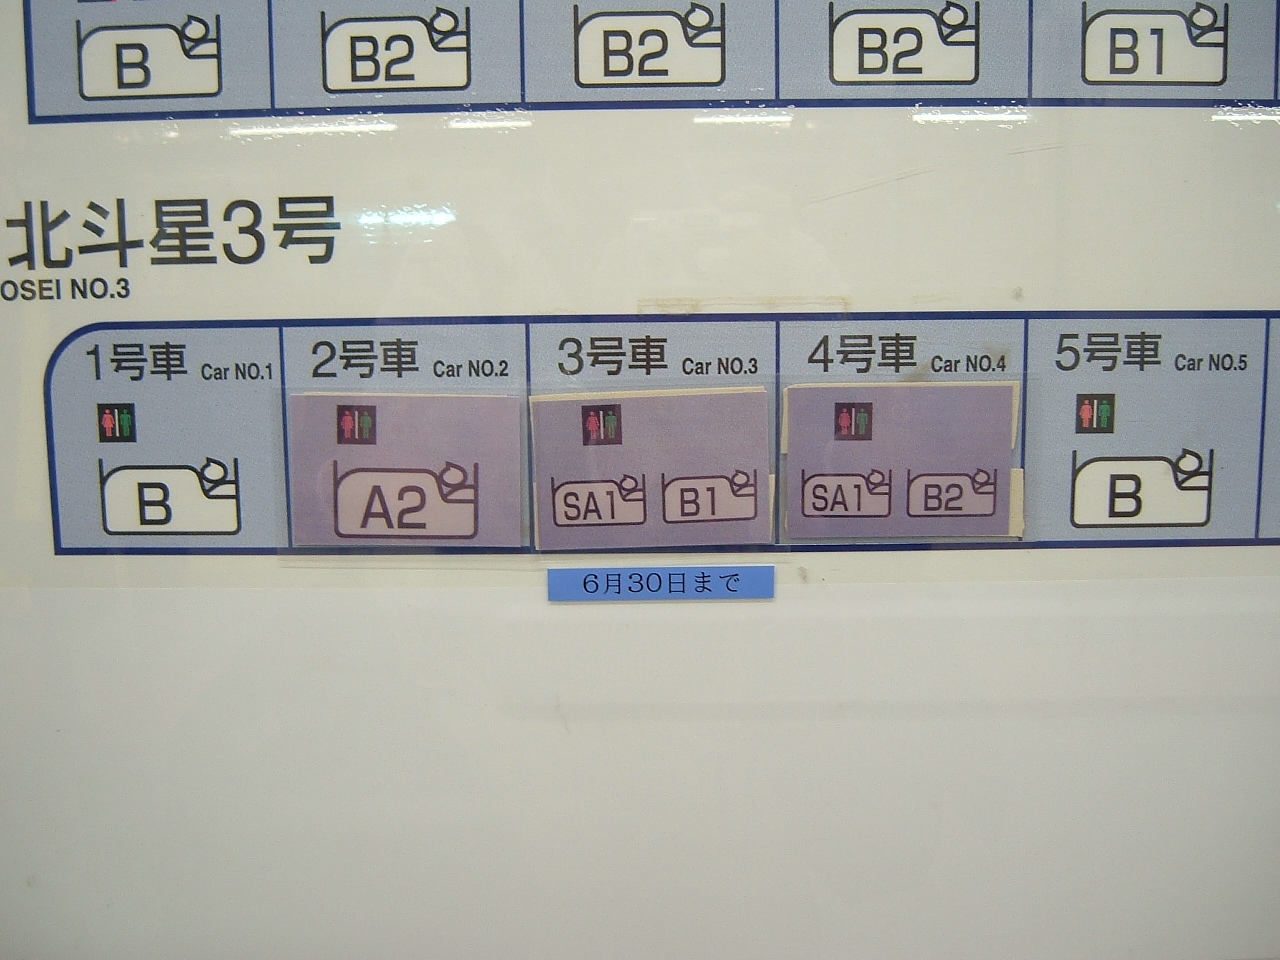 B B2 B2 B2 B1
北斗星3号
OSEI NO.3
1号車 Car NO.1 2号車 Car NO.2 3号車 Car NO.3 4号車 Car NO.4 5号車 Car NO.5
B A2 SA1 B1 SA1 B2 B
6月30日まで